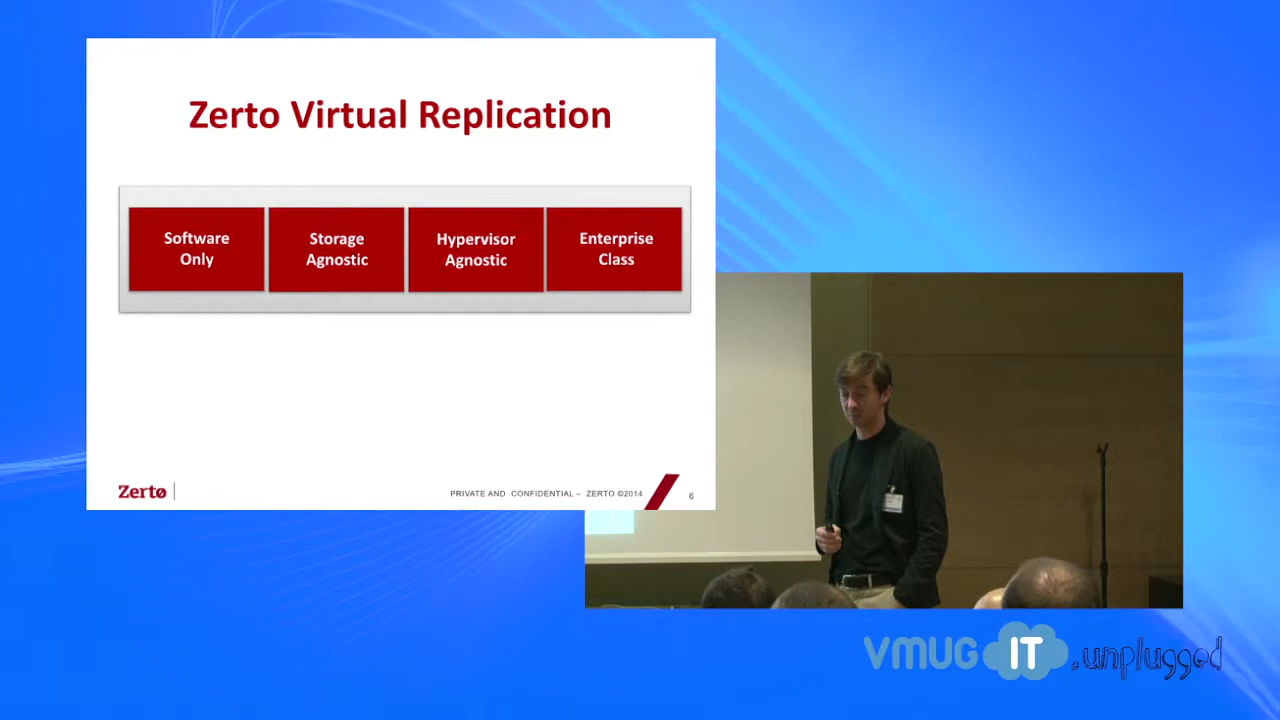 Zerto Virtual Replication
Software
Only
Storage
Agnostic
Hypervisor
Agnostic
Enterprise
Class
Zerto
PRIVATE AND CONFIDENTIAL – ZERTO ©2014
6
VMUG IT .unplugged